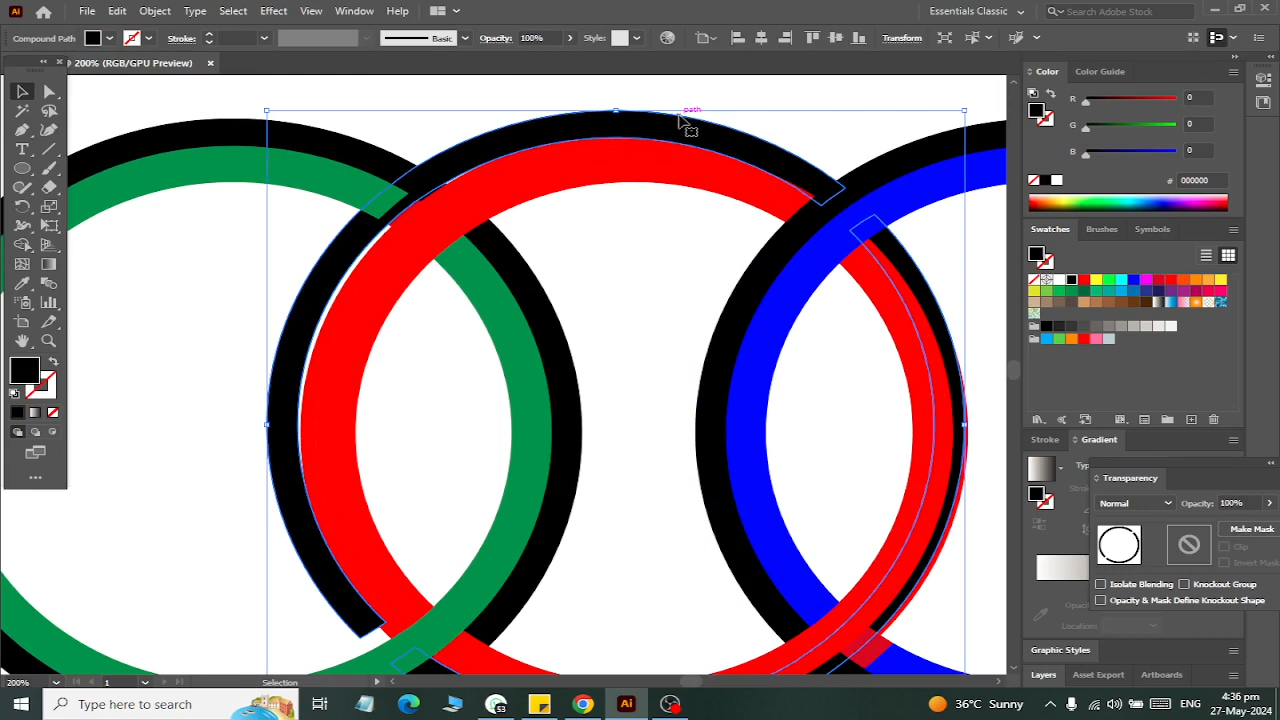 Ai File Edit Object Type Select Effect View Window Help Essentials Classic Search Adobe Stock
Compound Path Stroke: Basic Opacity: 100% Style: Transform
200% (RGB/GPU Preview)
Color Color Guide
R 0
G 0
B 0
# 000000
Swatches Brushes Symbols
path
Stroke Gradient
Transparency
Normal Opacity: 100%
Make Mask
Clip
Invert Mask
Isolate Blending Knockout Group
Opacity & Mask Define Knockout Shape
Locations
Graphic Styles
Layers Asset Export Artboards
200% 1 Selection
Type here to search
Ai
36°C Sunny
ENG
4:36 pm
27-May-2024